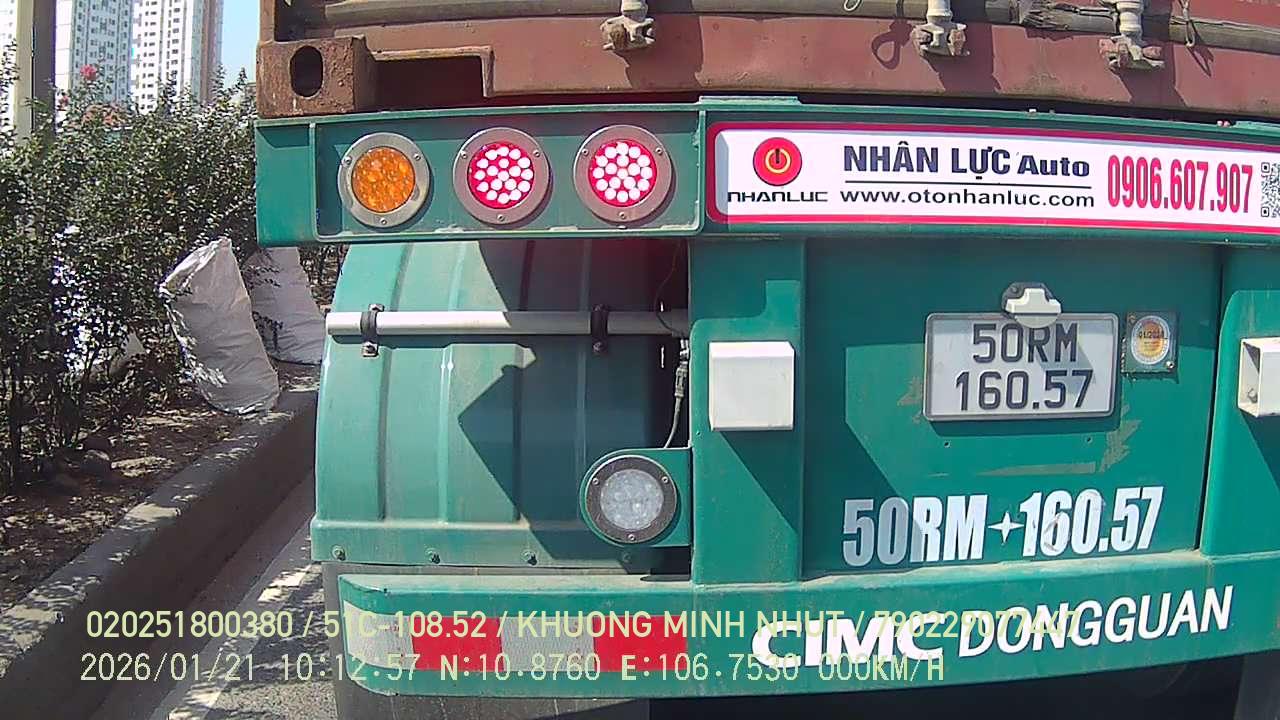 NHÂN LỰC Auto
0906.607.907
NHANLUC
www.otonhanluc.com
50RM
160.57
50RM 160.57
CIMC DONGGUAN
020251800380 / 51C-108.52 / KHUONG MINH NHUT / 790229077447
2026/01/21 10:12:57 N:10.8760 E:106.7530 000KM/H